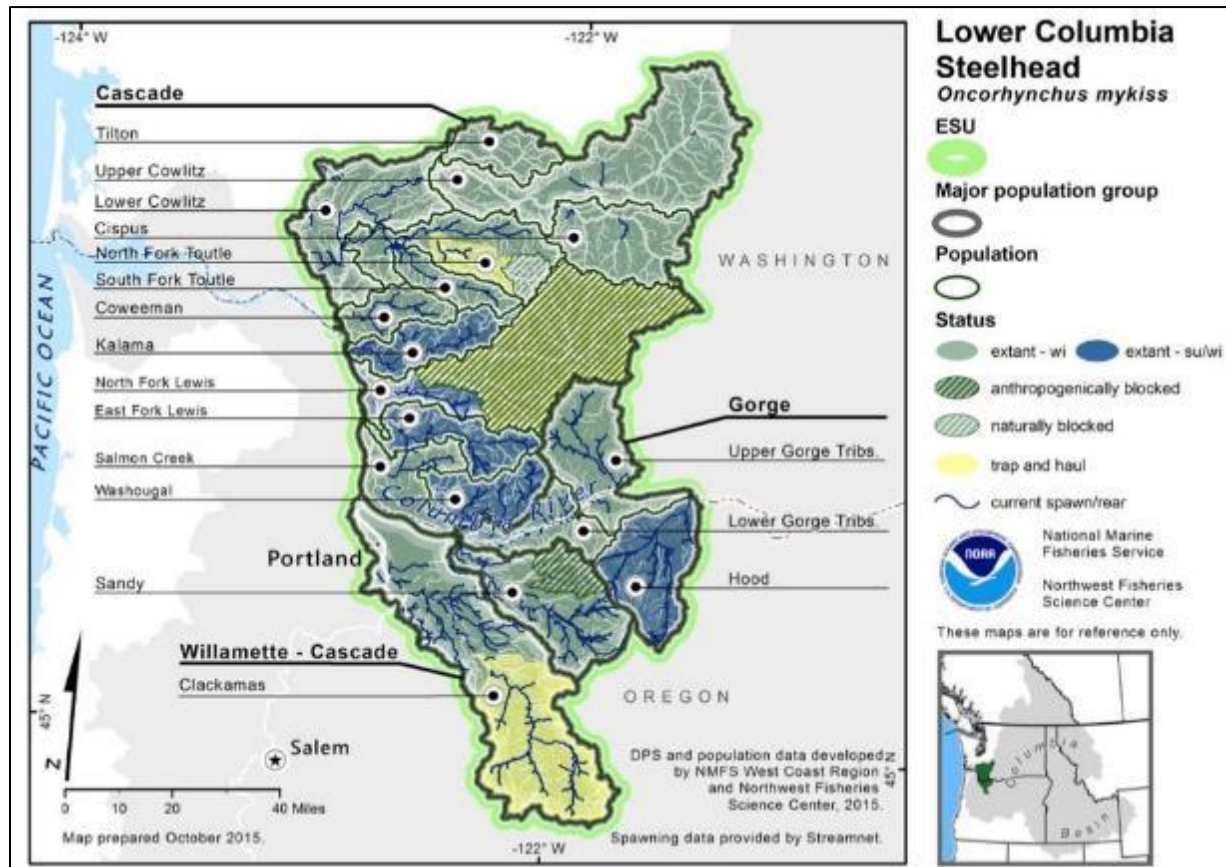 -124° W
-122° W
Cascade
Tilton
Upper Cowlitz
Lower Cowlitz
Cispus
North Fork Toutle
South Fork Toutle
Coweeman
Kalama
North Fork Lewis
East Fork Lewis
Salmon Creek
Washougal
Portland
Sandy
Willamette - Cascade
Clackamas
Salem
PACIFIC OCEAN
WASHINGTON
Gorge
Upper Gorge Tribs.
Columbia River
Lower Gorge Tribs.
Hood
OREGON
45° N
45° N
N
0 10 20 40 Miles
Map prepared October 2015.
DPS and population data developed
by NMFS West Coast Region
and Northwest Fisheries
Science Center, 2015.
Spawning data provided by Streamnet.
-122° W
Lower Columbia
Steelhead
Oncorhynchus mykiss
ESU
Major population group
Population
Status
extant - wi
extant - su/wi
anthropogenically blocked
naturally blocked
trap and haul
current spawn/rear
NOAA
National Marine
Fisheries Service
Northwest Fisheries
Science Center
These maps are for reference only.
Columbia
Basin